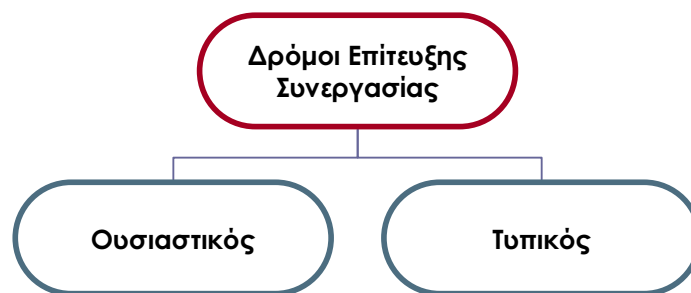 Δρόμοι Επίτευξης
Συνεργασίας
Ουσιαστικός
Τυπικός